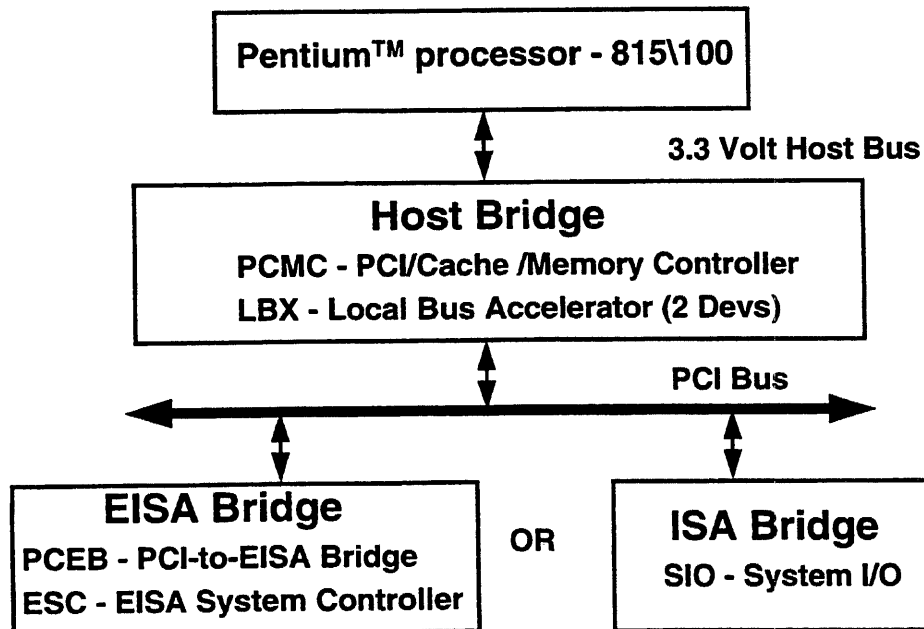 Pentium™ processor - 815\100
3.3 Volt Host Bus
Host Bridge
PCMC - PCI/Cache /Memory Controller
LBX - Local Bus Accelerator (2 Devs)
PCI Bus
EISA Bridge
PCEB - PCI-to-EISA Bridge
ESC - EISA System Controller
OR
ISA Bridge
SIO - System I/O